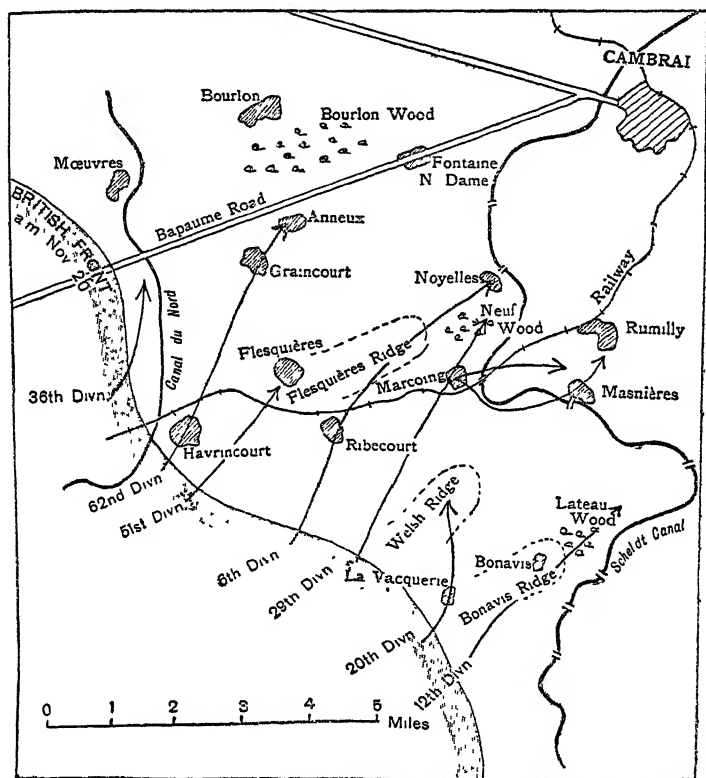 CAMBRAI
Bourlon
Bourlon Wood
Mœuvres
Fontaine
N Dame
BRITISH FRONT
a m Nov 20
Bapaume Road
Anneux
Graincourt
Noyelles
Railway
Neuf
Wood
Rumilly
Canal du Nord
Flesquières
Flesquières Ridge
Marcoing
Masnières
36th Divn
Havrincourt
Ribecourt
62nd Divn
51st Divn
Welsh Ridge
Lateau
Wood
6th Divn
29th Divn
La Vacquerie
Bonavis
Bonavis Ridge
Scheldt Canal
20th Divn
12th Divn
0 1 2 3 4 5
Miles